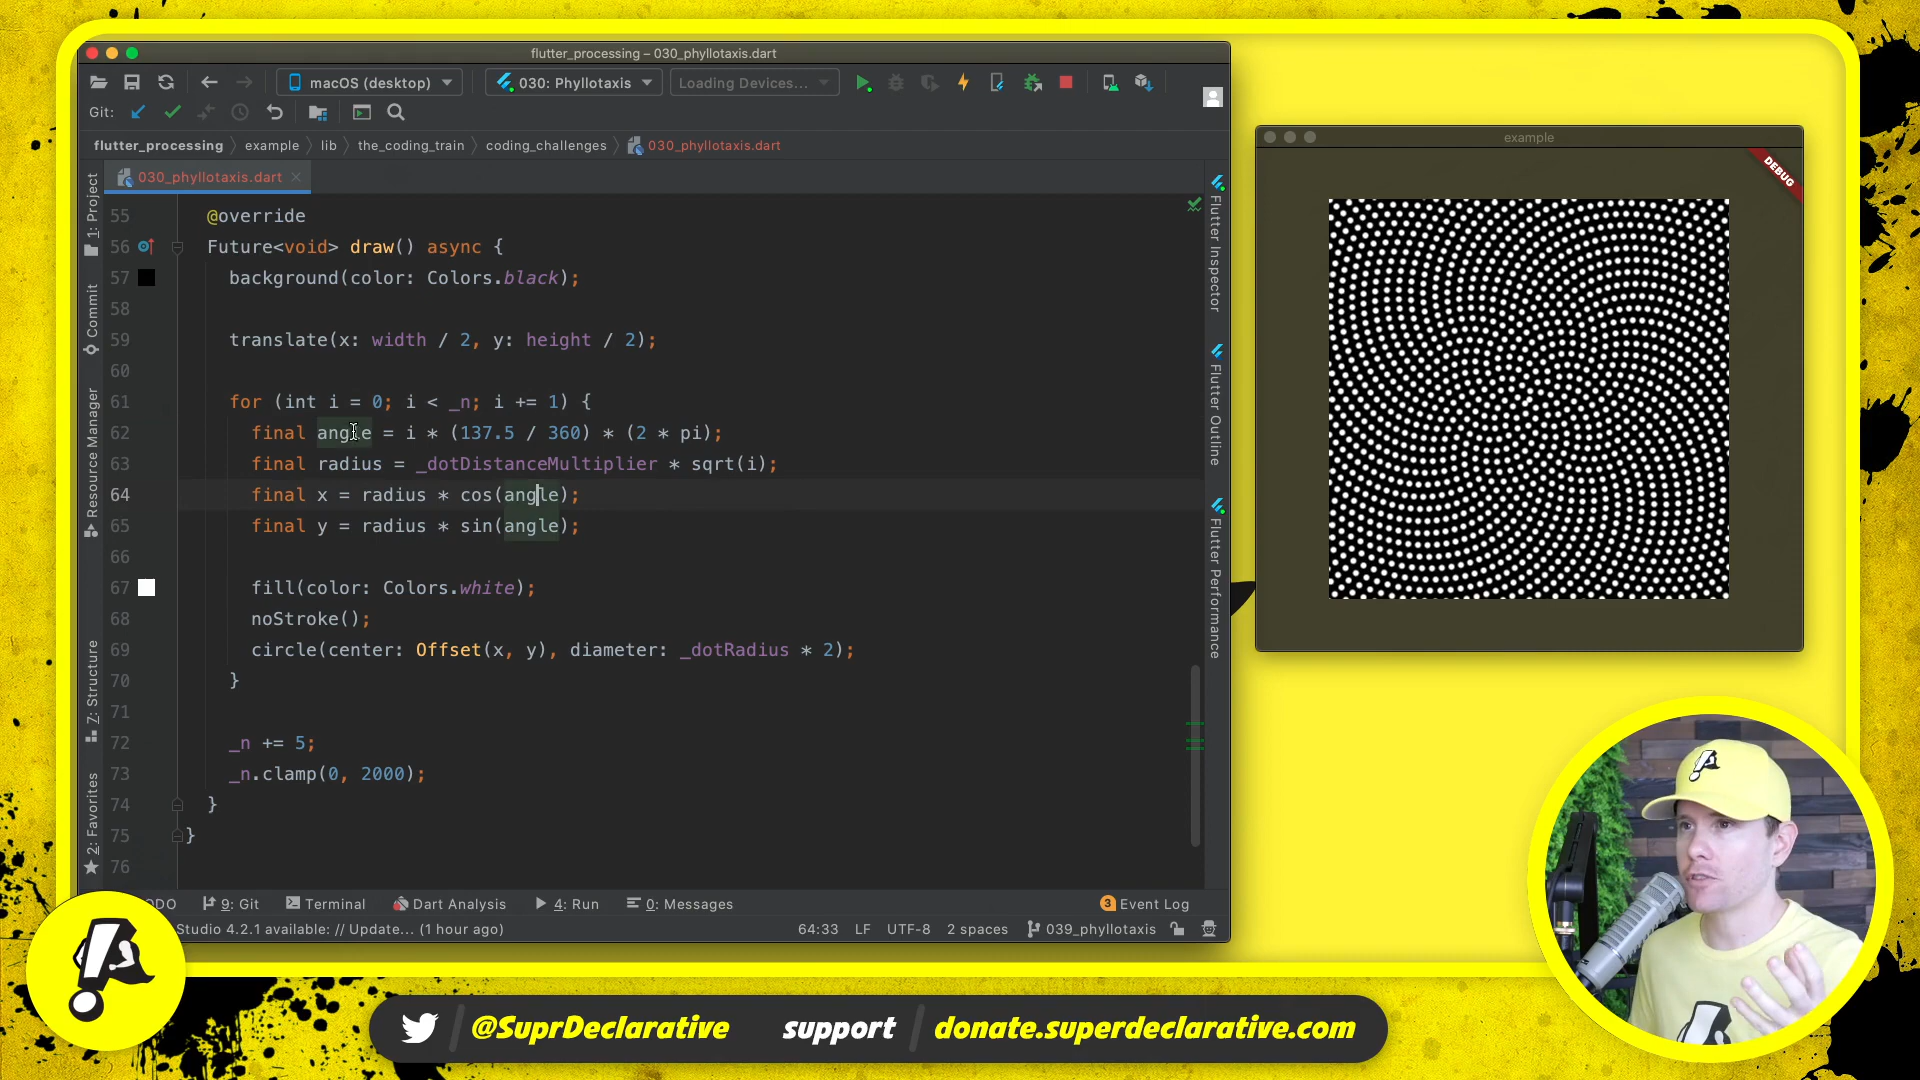 flutter_processing – 030_phyllotaxis.dart
macOS (desktop)
030: Phyllotaxis
Loading Devices...
Git:
flutter_processing
example
lib
the_coding_train
coding_challenges
030_phyllotaxis.dart
030_phyllotaxis.dart
1: Project
Commit
Resource Manager
Z: Structure
2: Favorites
55 @override
56 Future<void> draw() async {
57 background(color: Colors.black);
58
59 translate(x: width / 2, y: height / 2);
60
61 for (int i = 0; i < _n; i += 1) {
62 final angle = i * (137.5 / 360) * (2 * pi);
63 final radius = _dotDistanceMultiplier * sqrt(i);
64 final x = radius * cos(angle);
65 final y = radius * sin(angle);
66
67 fill(color: Colors.white);
68 noStroke();
69 circle(center: Offset(x, y), diameter: _dotRadius * 2);
70 }
71
72 _n += 5;
73 _n.clamp(0, 2000);
74 }
75 }
76
Flutter Inspector
Flutter Outline
Flutter Performance
ODO
9: Git
Terminal
Dart Analysis
4: Run
0: Messages
3 Event Log
Studio 4.2.1 available: // Update... (1 hour ago)
64:33
LF
UTF-8
2 spaces
039_phyllotaxis
example
DEBUG
@SuprDeclarative
support
donate.superdeclarative.com